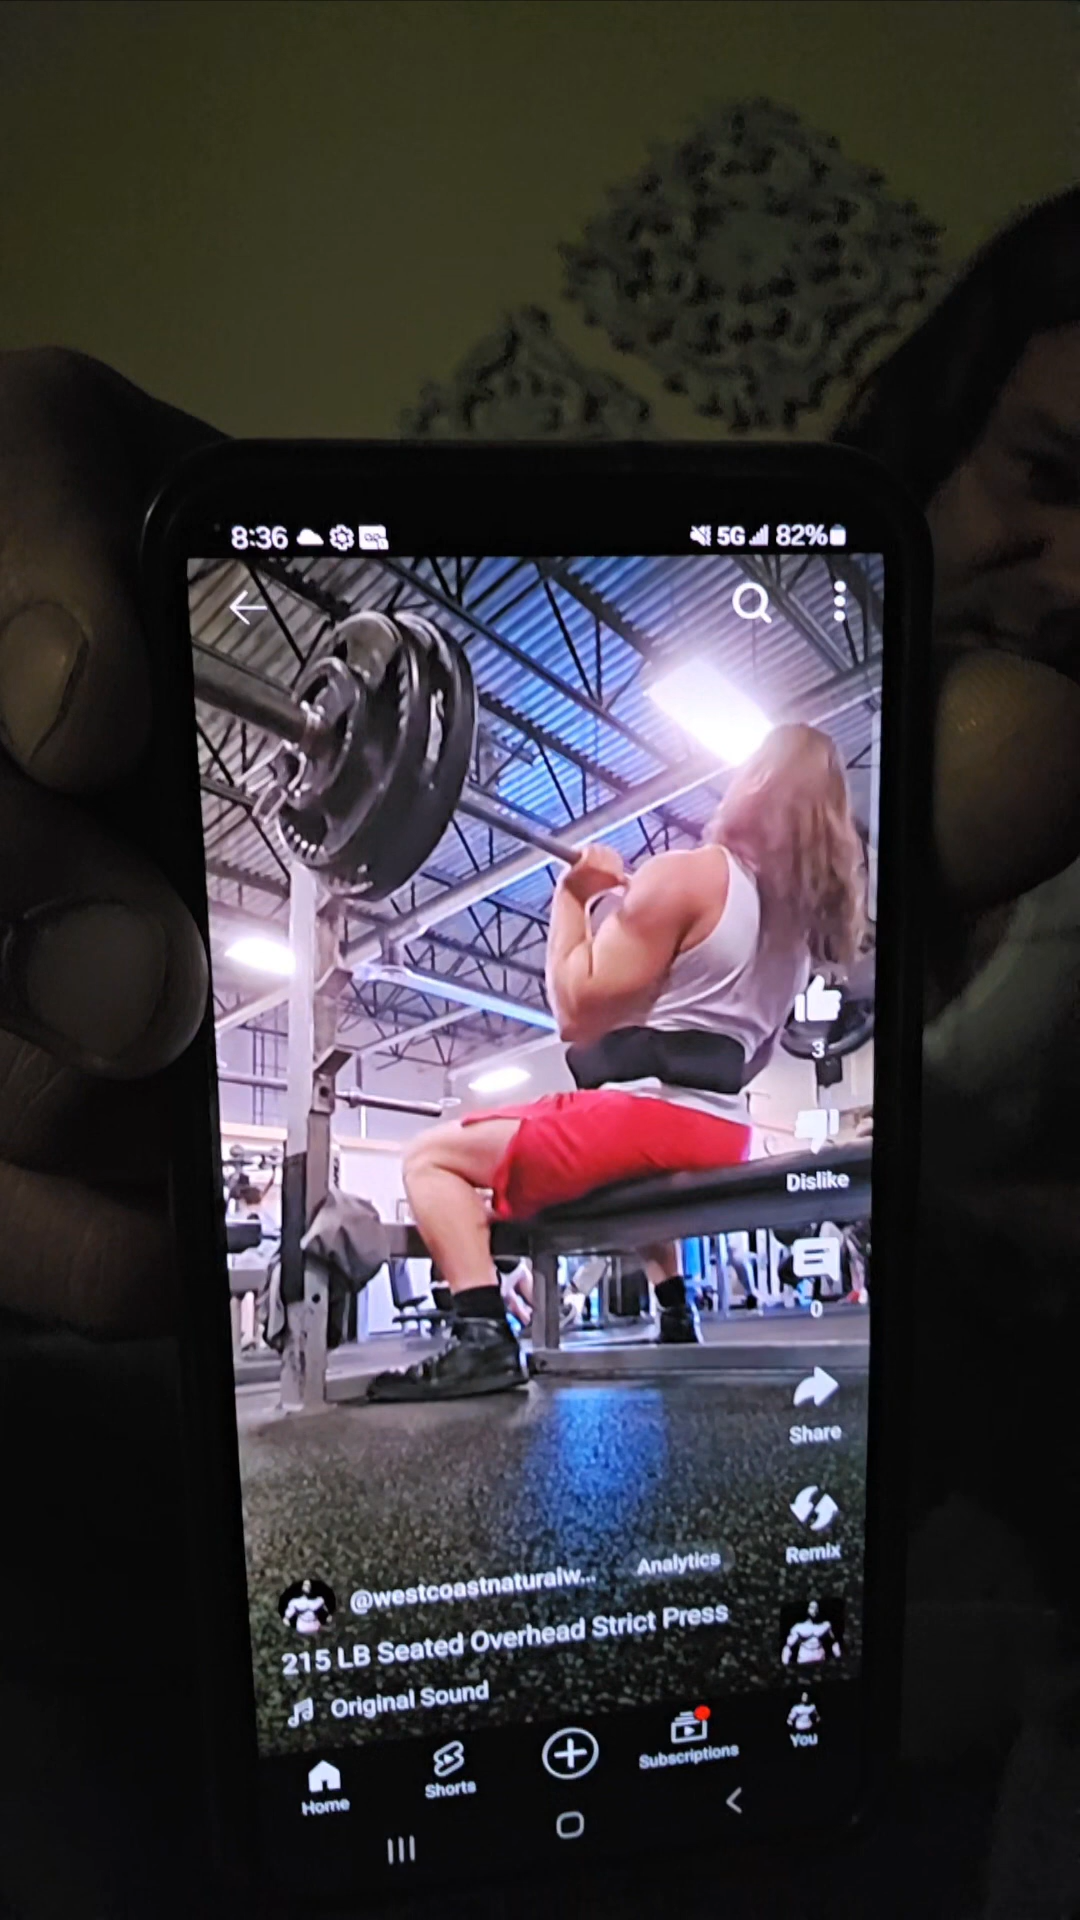 8:36 5G 82%
3
Dislike
0
Share
Remix
@westcoastnaturalw... Analytics
215 LB Seated Overhead Strict Press
Original Sound
Home Shorts Subscriptions You